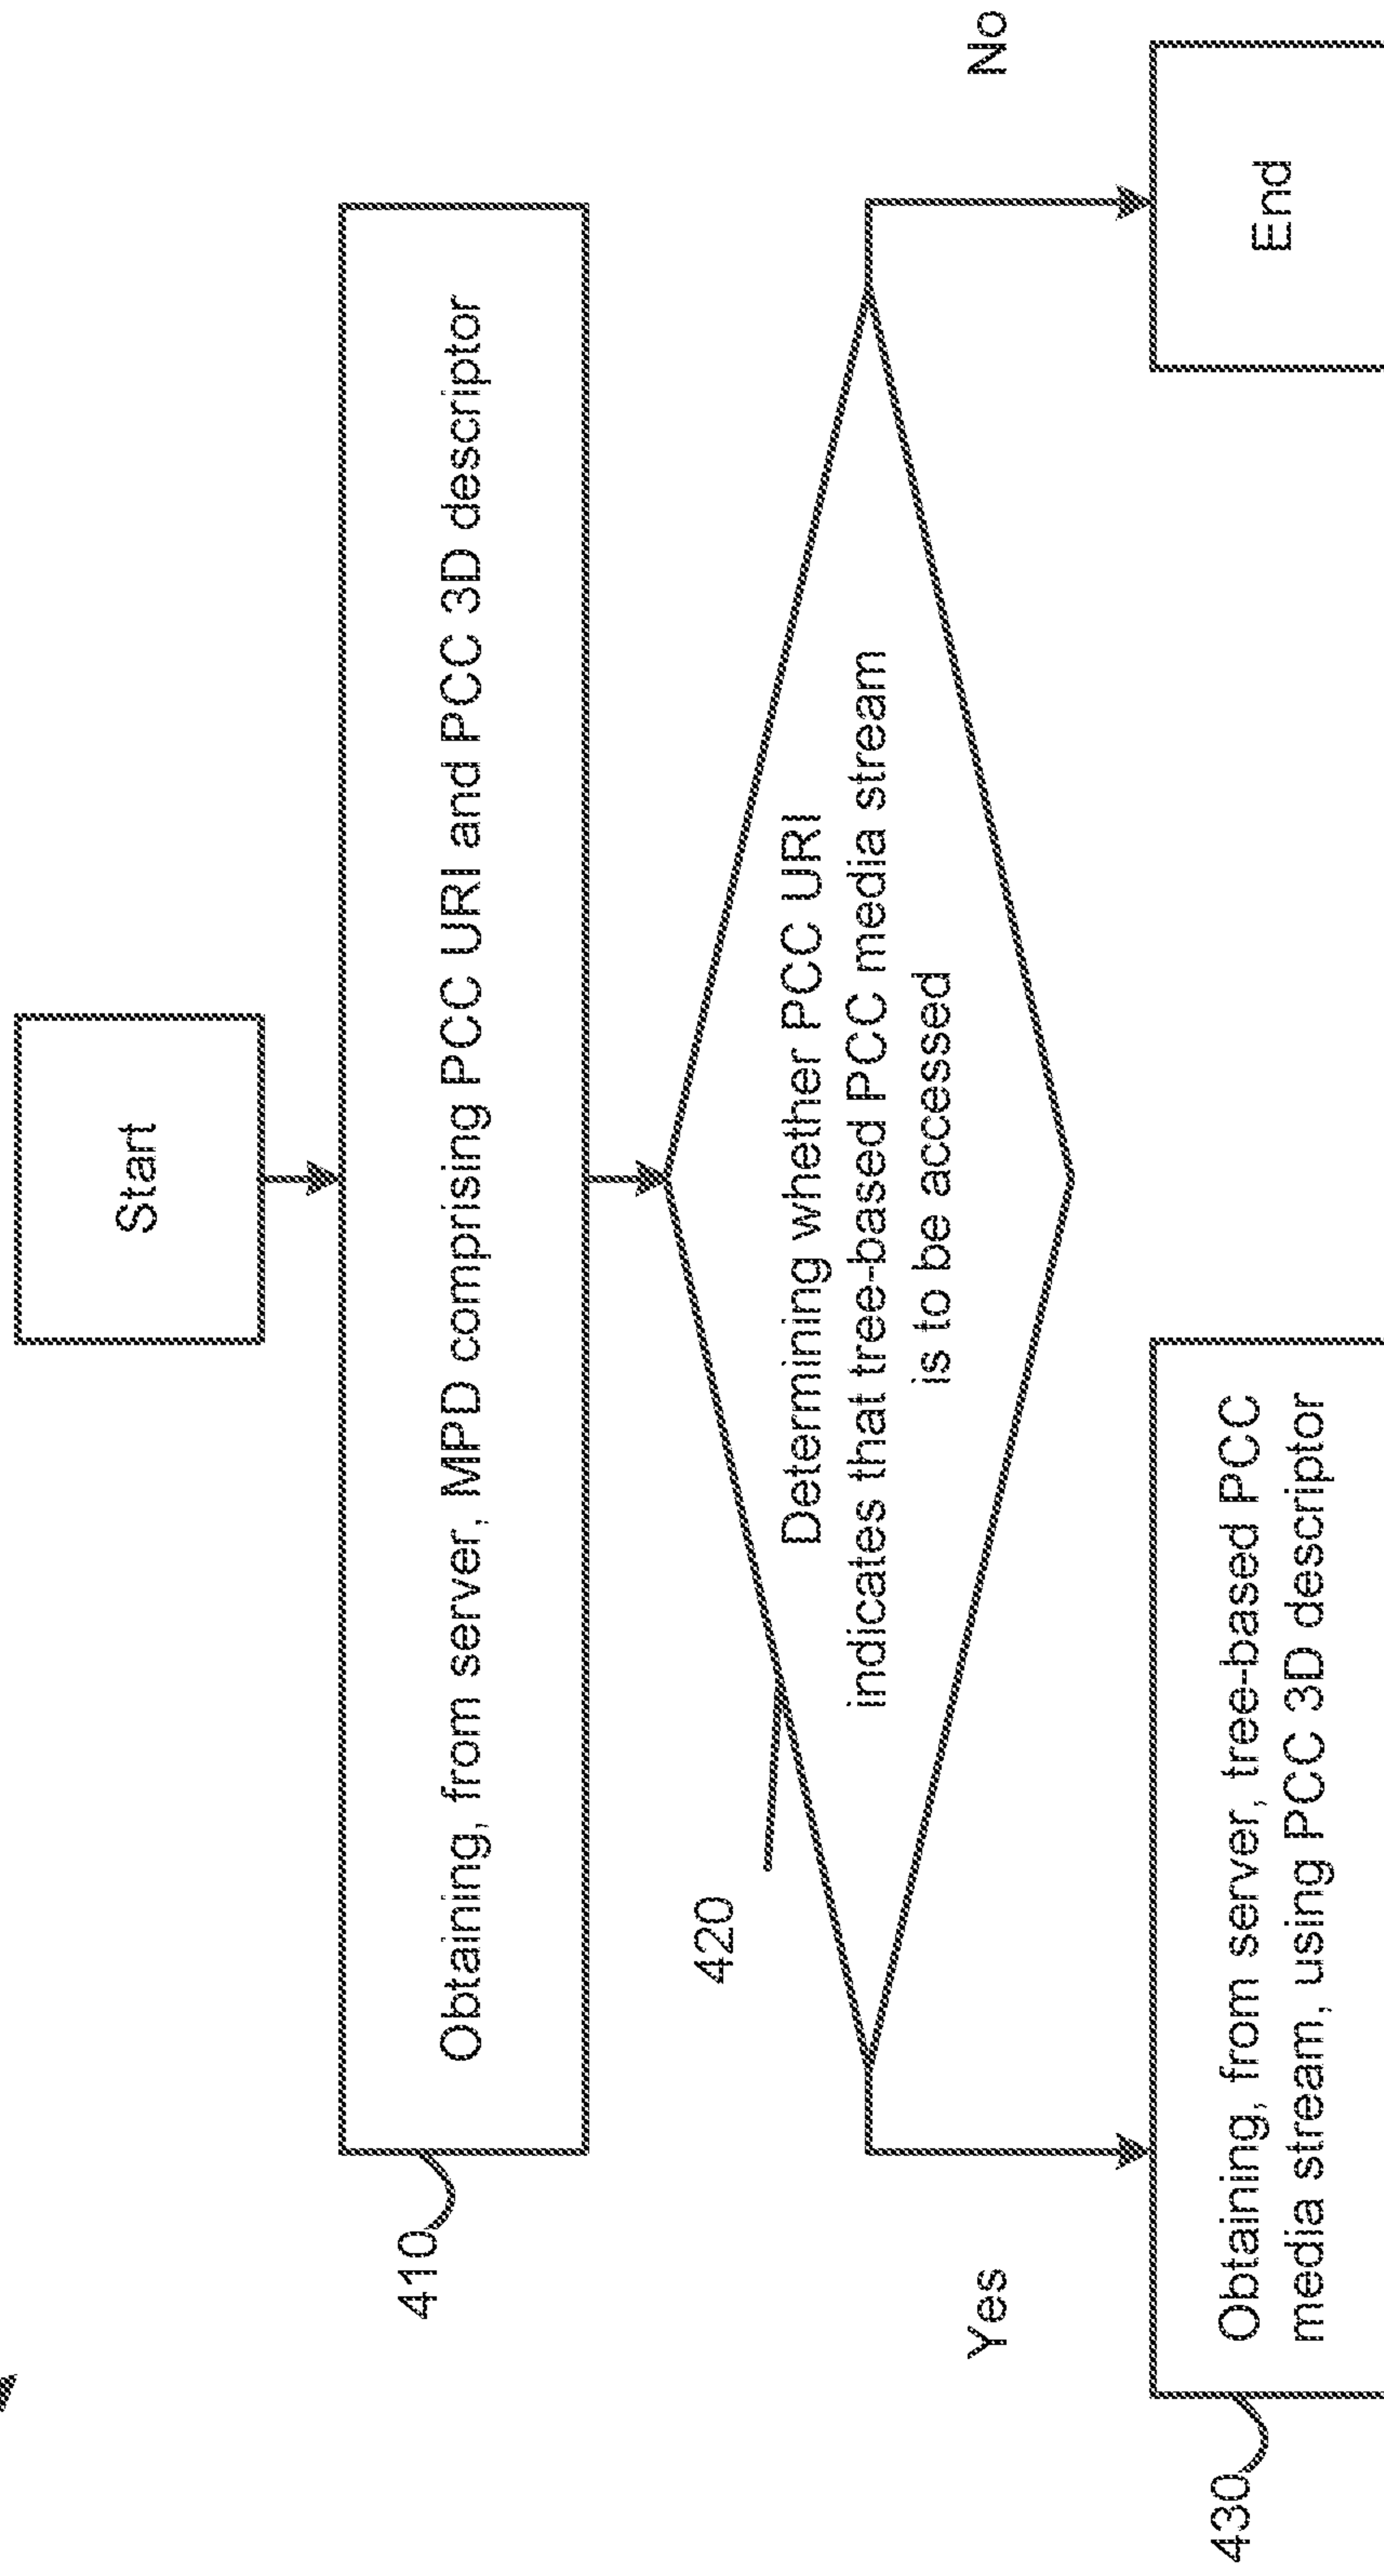 Start
410
Obtaining, from server, MPD comprising PCC URI and PCC 3D descriptor
420
Determining whether PCC URI
indicates that tree-based PCC media stream
is to be accessed
Yes
No
430
Obtaining, from server, tree-based PCC
media stream, using PCC 3D descriptor
End